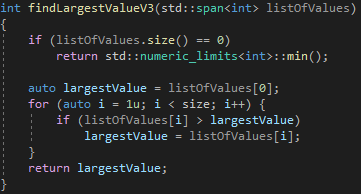 int findLargestValueV3(std::span<int> listOfValues)
{
    if (listOfValues.size() == 0)
        return std::numeric_limits<int>::min();
    auto largestValue = listOfValues[0];
    for (auto i = 1u; i < size; i++) {
        if (listOfValues[i] > largestValue)
            largestValue = listOfValues[i];
    }
    return largestValue;
}